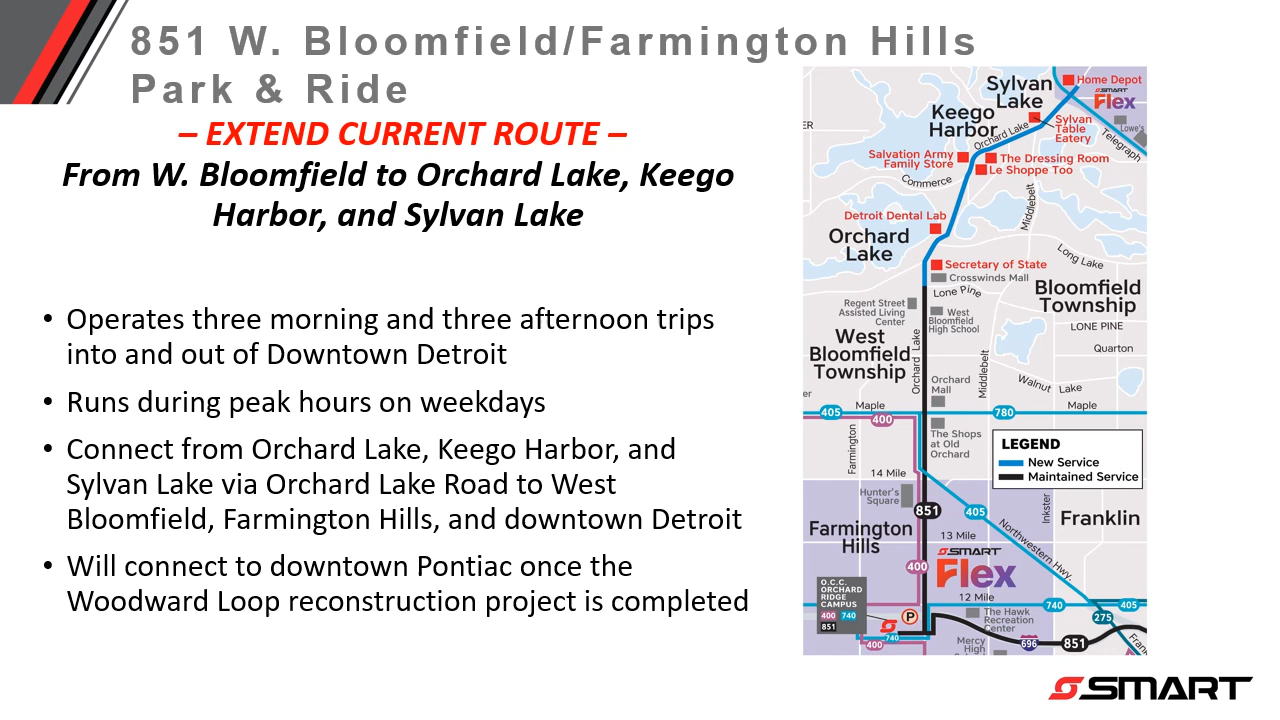 851 W. Bloomfield/Farmington Hills
Park & Ride
– EXTEND CURRENT ROUTE –
From W. Bloomfield to Orchard Lake, Keego
Harbor, and Sylvan Lake
• Operates three morning and three afternoon trips
into and out of Downtown Detroit
• Runs during peak hours on weekdays
• Connect from Orchard Lake, Keego Harbor, and
Sylvan Lake via Orchard Lake Road to West
Bloomfield, Farmington Hills, and downtown Detroit
• Will connect to downtown Pontiac once the
Woodward Loop reconstruction project is completed
Sylvan
Lake
Home Depot
SMART
Flex
Keego
Harbor
Orchard Lake
Sylvan
Table
Eatery
Lowe's
Telegraph
ER
Salvation Army
Family Store
The Dressing Room
Le Shoppe Too
Commerce
Middlebelt
Detroit Dental Lab
Orchard
Lake
Long Lake
Secretary of State
Crosswinds Mall
Lone Pine
Bloomfield
Township
Regent Street
Assisted Living
Center
West
Bloomfield
High School
LONE PINE
West
Bloomfield
Township
Orchard Lake
Quarton
Middlebelt
Orchard
Mall
Walnut Lake
er
Maple
Maple
405
400
780
Farmington
The Shops
at Old
Orchard
LEGEND
New Service
Maintained Service
14 Mile
Hunter's
Square
851
405
Inkster
Franklin
Farmington
Hills
Northwestern Hwy.
13 Mile
SMART
Flex
400
12 Mile
O.C.C.
ORCHARD
RIDGE
CAMPUS
400 740
851
P
740
405
275
The Hawk
Recreation
Center
740
400
Mercy
High
696
851
Frank
SMART